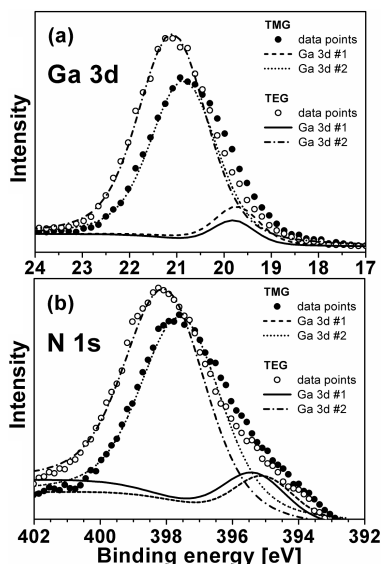 (a)
Ga 3d
TMG
data points
Ga 3d #1
Ga 3d #2
TEG
data points
Ga 3d #1
Ga 3d #2
Intensity
24 23 22 21 20 19 18 17
(b)
N 1s
TMG
data points
Ga 3d #1
Ga 3d #2
TEG
data points
Ga 3d #1
Ga 3d #2
Intensity
402 400 398 396 394 392
Binding energy [eV]